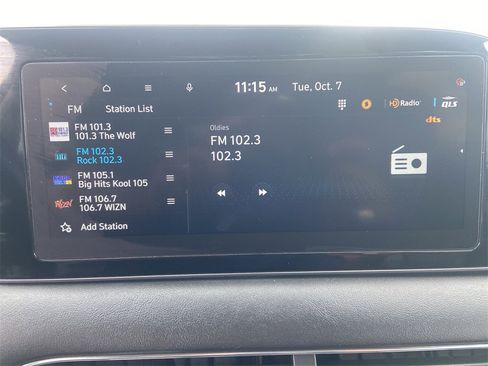 11:15 AM Tue, Oct. 7
FM Station List
HD Radio
QLS
dts
FM 101.3
101.3 The Wolf
FM 102.3
Rock 102.3
FM 105.1
Big Hits Kool 105
FM 106.7
106.7 WIZN
Add Station
Oldies
FM 102.3
102.3